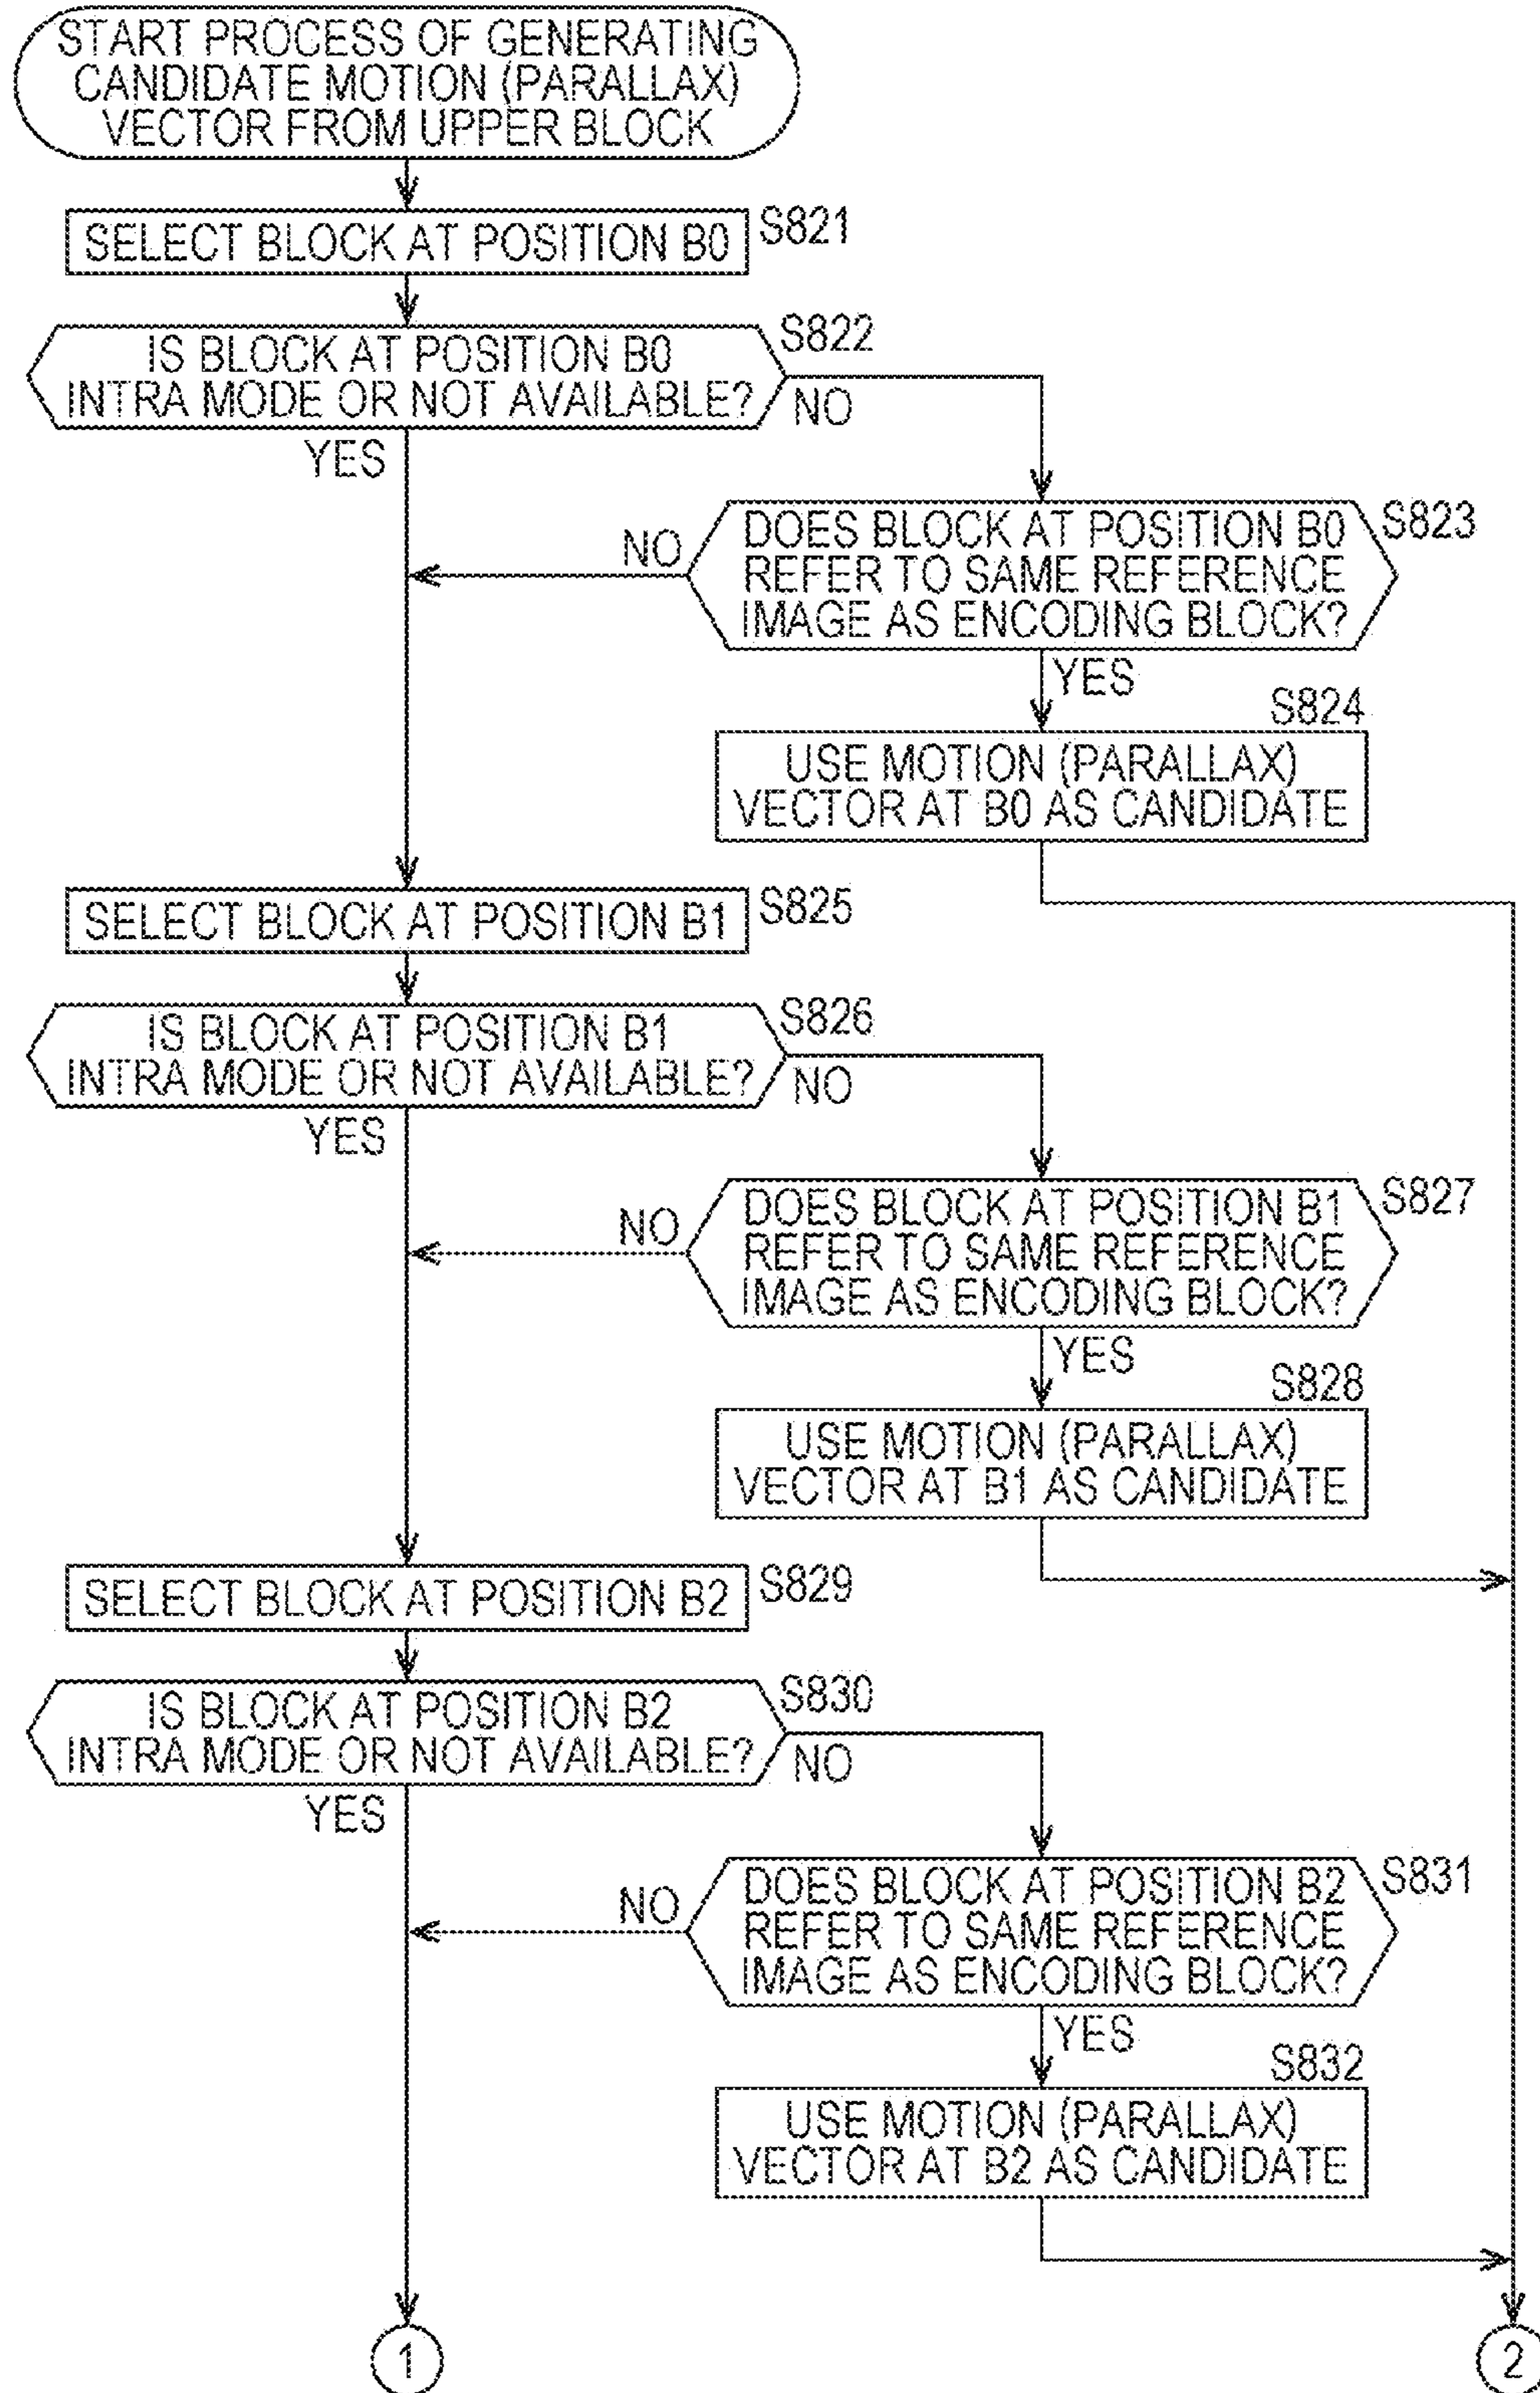 START PROCESS OF GENERATING
CANDIDATE MOTION (PARALLAX)
VECTOR FROM UPPER BLOCK
SELECT BLOCK AT POSITION B0
S821
IS BLOCK AT POSITION B0
INTRA MODE OR NOT AVAILABLE?
S822
NO
YES
DOES BLOCK AT POSITION B0
REFER TO SAME REFERENCE
IMAGE AS ENCODING BLOCK?
S823
NO
YES
S824
USE MOTION (PARALLAX)
VECTOR AT B0 AS CANDIDATE
SELECT BLOCK AT POSITION B1
S825
IS BLOCK AT POSITION B1
INTRA MODE OR NOT AVAILABLE?
S826
NO
YES
DOES BLOCK AT POSITION B1
REFER TO SAME REFERENCE
IMAGE AS ENCODING BLOCK?
S827
NO
YES
S828
USE MOTION (PARALLAX)
VECTOR AT B1 AS CANDIDATE
SELECT BLOCK AT POSITION B2
S829
IS BLOCK AT POSITION B2
INTRA MODE OR NOT AVAILABLE?
S830
NO
YES
DOES BLOCK AT POSITION B2
REFER TO SAME REFERENCE
IMAGE AS ENCODING BLOCK?
S831
NO
YES
S832
USE MOTION (PARALLAX)
VECTOR AT B2 AS CANDIDATE
1
2